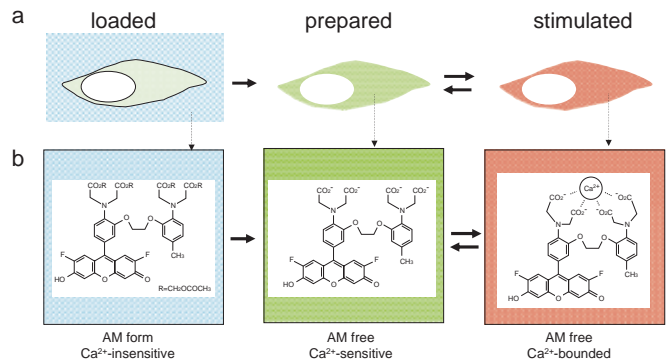 a
loaded
prepared
stimulated
b
CO₂R CO₂R CO₂R CO₂R
N N
O O
F F
CH₃
HO O O
R=CH₂OCOCH₃
CO₂⁻ CO₂⁻ CO₂⁻ CO₂⁻
N N
O O
F F
CH₃
HO O O
Ca²⁺
CO₂⁻ ⁻O₂C
CO₂⁻ ⁻O₂C
N N
O O
F F
CH₃
HO O O
AM form
Ca²⁺-insensitive
AM free
Ca²⁺-sensitive
AM free
Ca²⁺-bounded